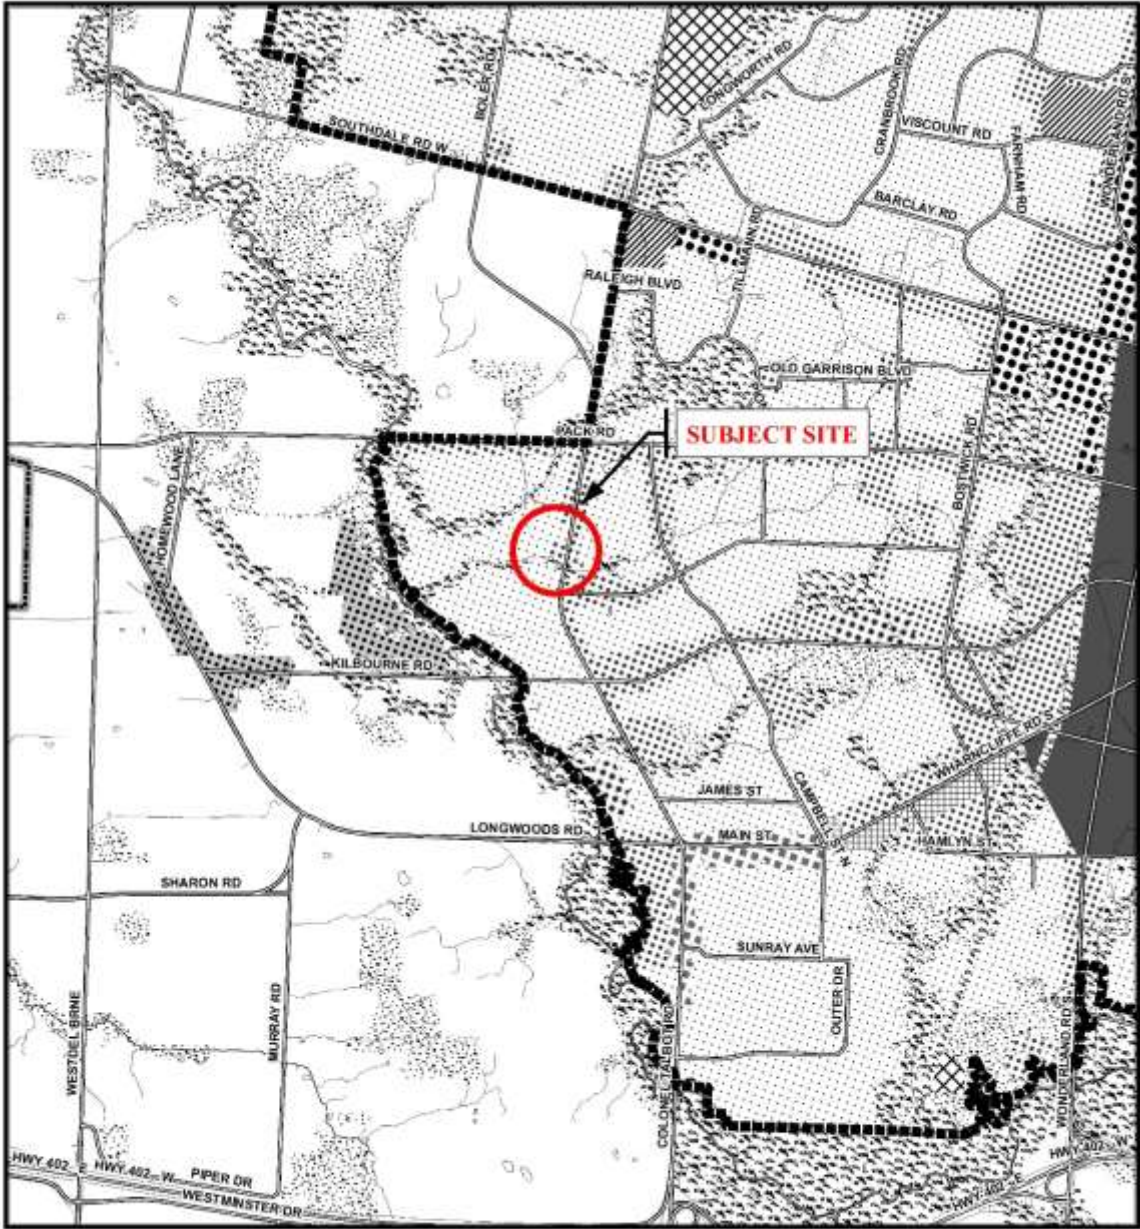 LONGWORTH RD
BOLER RD
CRANBROOK RD
VISCOUNT RD
FARNHAM RD
WONDERLAND RD S
SOUTHDALE RD W
BARCLAY RD
TILLMANN RD
RALEIGH BLVD
OLD GARRISON BLVD
PACK RD
SUBJECT SITE
BOSTWICK RD
HOMEWOOD LANE
KILBOURNE RD
WHARNCLIFFE RD S
JAMES ST
CAMPBELL ST N
LONGWOODS RD
MAIN ST
HAMLYN ST
SHARON RD
SUNRAY AVE
OUTER DR
MURRAY RD
WESTDEL BRNE
COLONEL TALBOT RD
WONDERLAND RD S
HWY 402 E
HWY 402 W
PIPER DR
WESTMINSTER DR
HWY 402 E
HWY 402 W